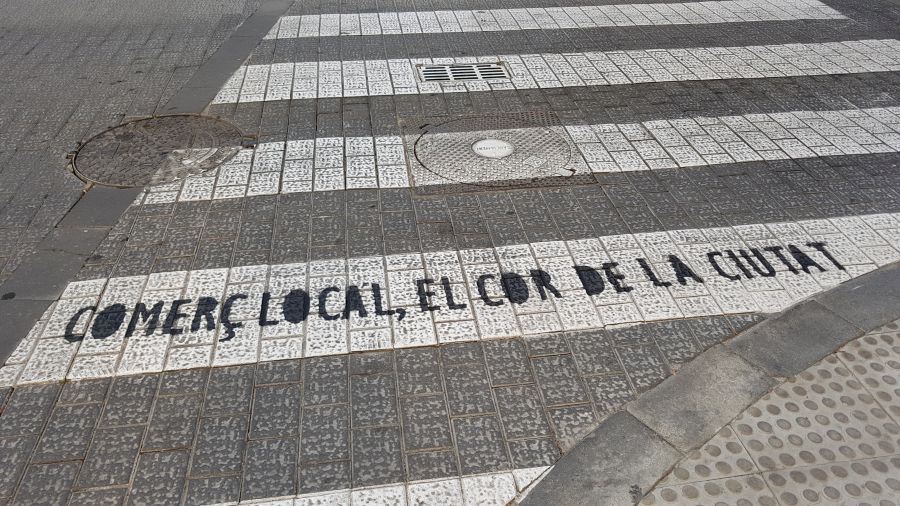 COMERÇ LOCAL, EL COR DE LA CIUTAT